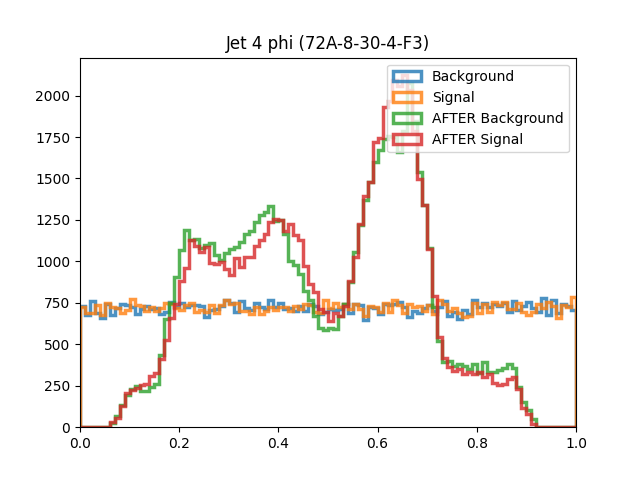 Jet 4 phi (72A-8-30-4-F3)
Background
Signal
AFTER Background
AFTER Signal
2000
1750
1500
1250
1000
750
500
250
0
0.0 0.2 0.4 0.6 0.8 1.0